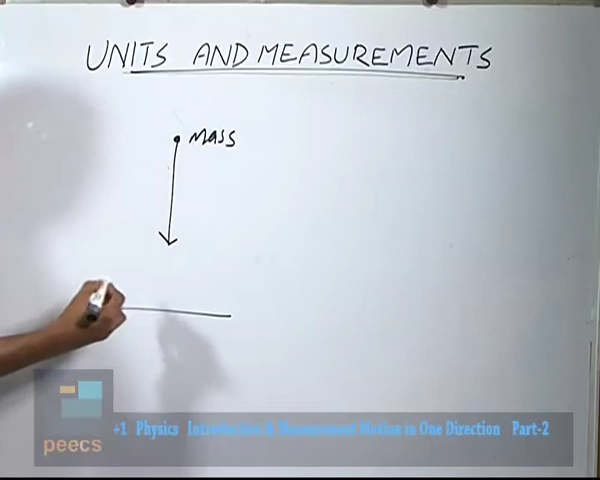 UNITS AND MEASUREMENTS
MASS
+1 Physics Introduction & Measurement Motion in One Direction Part-2
peecs